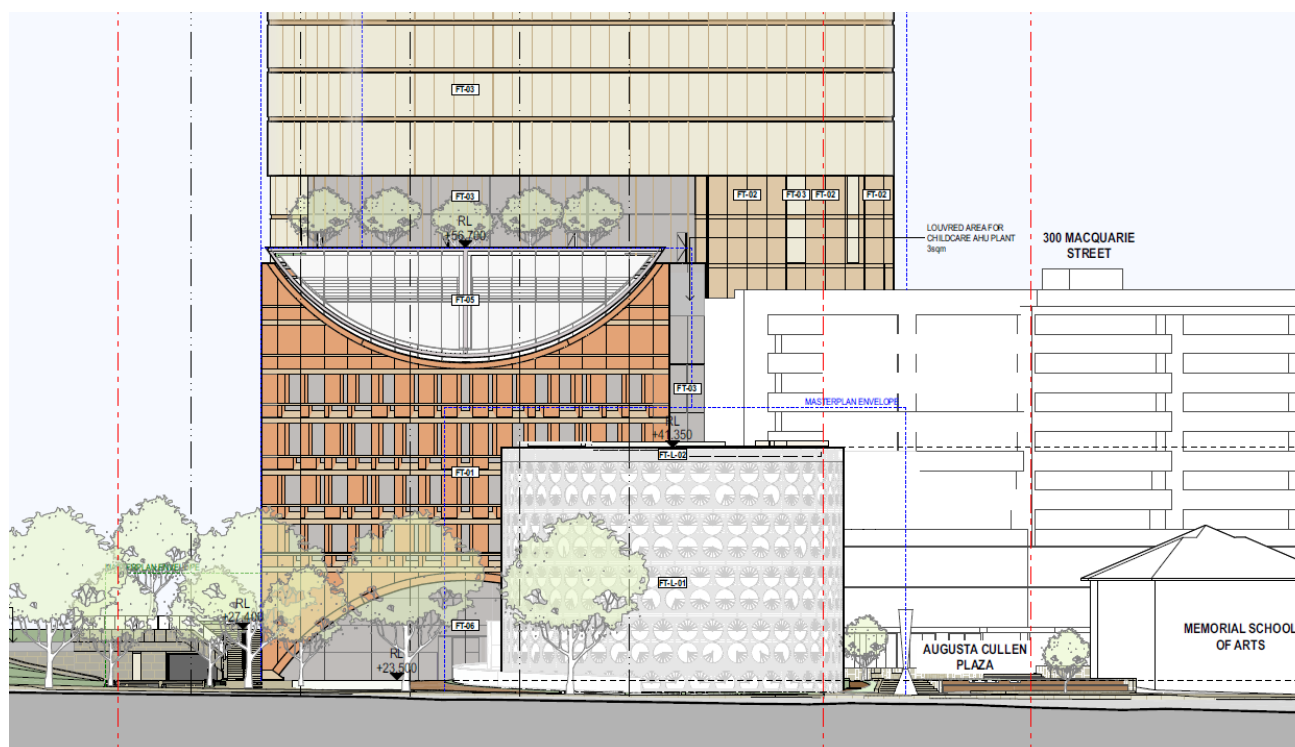 FT-03
FT-03
FT-02
FT-03
FT-02
FT-02
RL
+56.700
LOUVRED AREA FOR
CHILDCARE AHU PLANT
3sqm
300 MACQUARIE
STREET
FT-05
FT-03
MASTERPLAN ENVELOPE
RL
+41.350
FT-L-02
FT-01
FT-L-01
RL
+27.400
FT-06
RL
+23.500
AUGUSTA CULLEN
PLAZA
MEMORIAL SCHOOL
OF ARTS